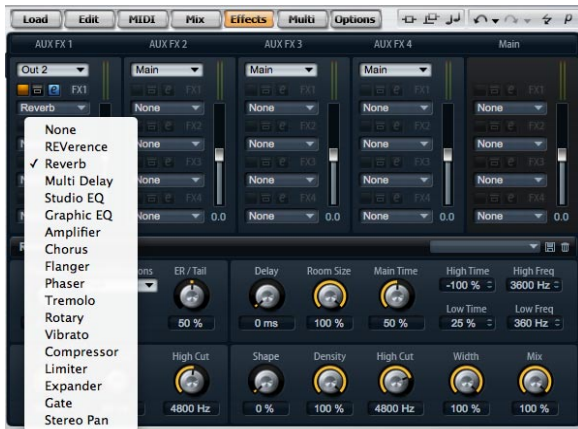 Load Edit MIDI Mix Effects Multi Options
AUX FX 1 AUX FX 2 AUX FX 3 AUX FX 4 Main
Out 2 Main Main Main
FX1 FX1 FX1 FX1 FX1
Reverb None None None None
FX2 FX2 FX2 FX2
None None None None
FX3 FX3 FX3 FX3
None None None None
FX4 FX4 FX4 FX4
None 0.0 None 0.0 None 0.0 None 0.0
None
REVerence
✓ Reverb
Multi Delay
Studio EQ
Graphic EQ
Amplifier
Chorus
Flanger
Phaser
Tremolo
Rotary
Vibrato
Compressor
Limiter
Expander
Gate
Stereo Pan
ER / Tail Delay Room Size Main Time High Time High Freq
-100 % 3600 Hz
Low Time Low Freq
50 % 0 ms 100 % 50 % 25 % 360 Hz
High Cut Shape Density High Cut Width Mix
4800 Hz 0 % 100 % 4800 Hz 100 % 100 %